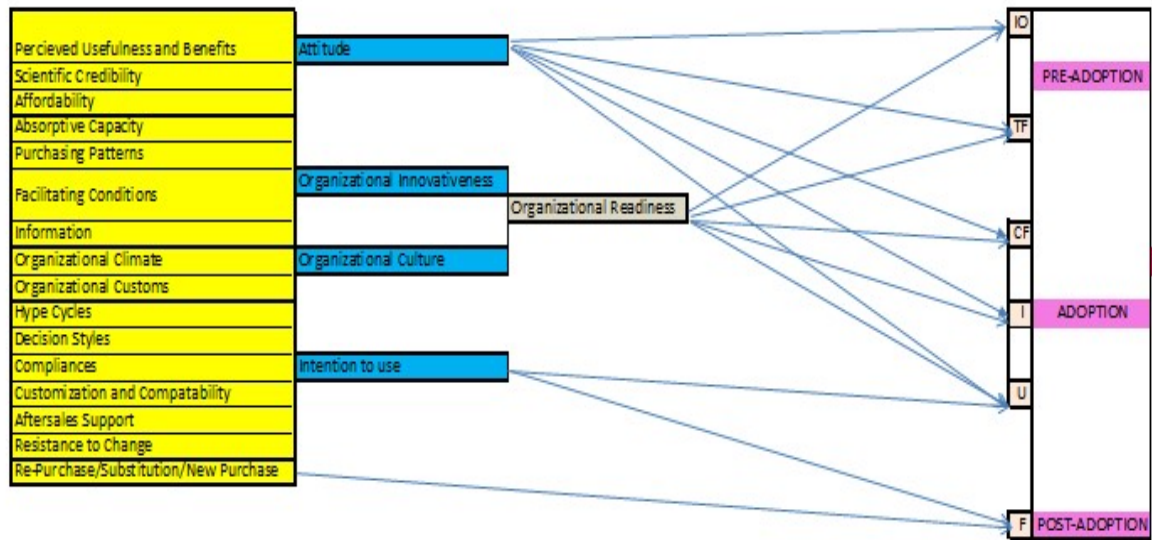 Percieved Usefulness and Benefits
Scientific Credibility
Affordability
Absorptive Capacity
Purchasing Patterns
Facilitating Conditions
Information
Organizational Climate
Organizational Customs
Hype Cycles
Decision Styles
Compliances
Customization and Compatability
Aftersales Support
Resistance to Change
Re-Purchase/Substitution/New Purchase
Attitude
Organizational Innovativeness
Organizational Culture
Intention to use
Organizational Readiness
IO
TF
CF
I
U
F
PRE-ADOPTION
ADOPTION
POST-ADOPTION